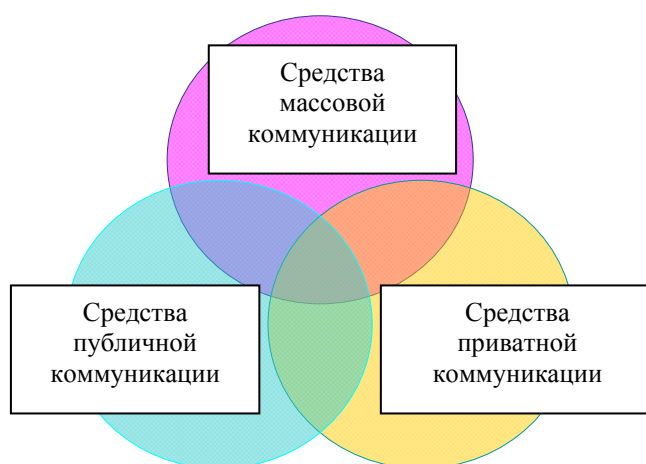 Средства
массовой
коммуникации
Средства
публичной
коммуникации
Средства
приватной
коммуникации